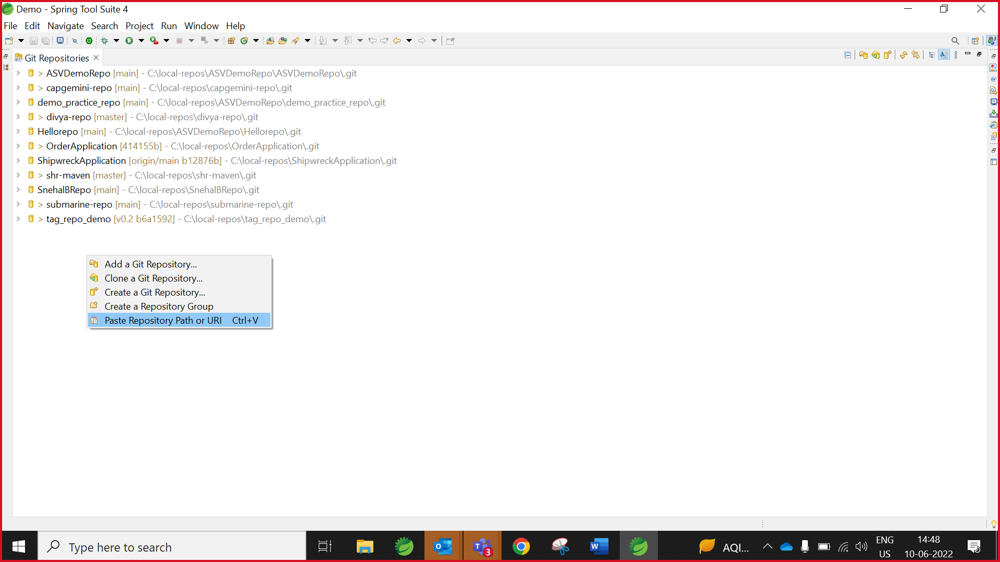 Demo - Spring Tool Suite 4
File Edit Navigate Search Project Run Window Help
Git Repositories
> ASVDemoRepo [main] - C:\local-repos\ASVDemoRepo\ASVDemoRepo\.git
> capgemini-repo [main] - C:\local-repos\capgemini-repo\.git
demo_practice_repo [main] - C:\local-repos\ASVDemoRepo\demo_practice_repo\.git
> divya-repo [master] - C:\local-repos\divya-repo\.git
Hellorepo [main] - C:\local-repos\ASVDemoRepo\Hellorepo\.git
> OrderApplication [414155b] - C:\local-repos\OrderApplication\.git
ShipwreckApplication [origin/main b12876b] - C:\local-repos\ShipwreckApplication\.git
> shr-maven [master] - C:\local-repos\shr-maven\.git
SnehalBRepo [main] - C:\local-repos\SnehalBRepo\.git
> submarine-repo [main] - C:\local-repos\submarine-repo\.git
> tag_repo_demo [v0.2 b6a1592] - C:\local-repos\tag_repo_demo\.git
Add a Git Repository...
Clone a Git Repository...
Create a Git Repository...
Create a Repository Group
Paste Repository Path or URI Ctrl+V
Type here to search
3
AQI...
ENG
US
14:48
10-06-2022